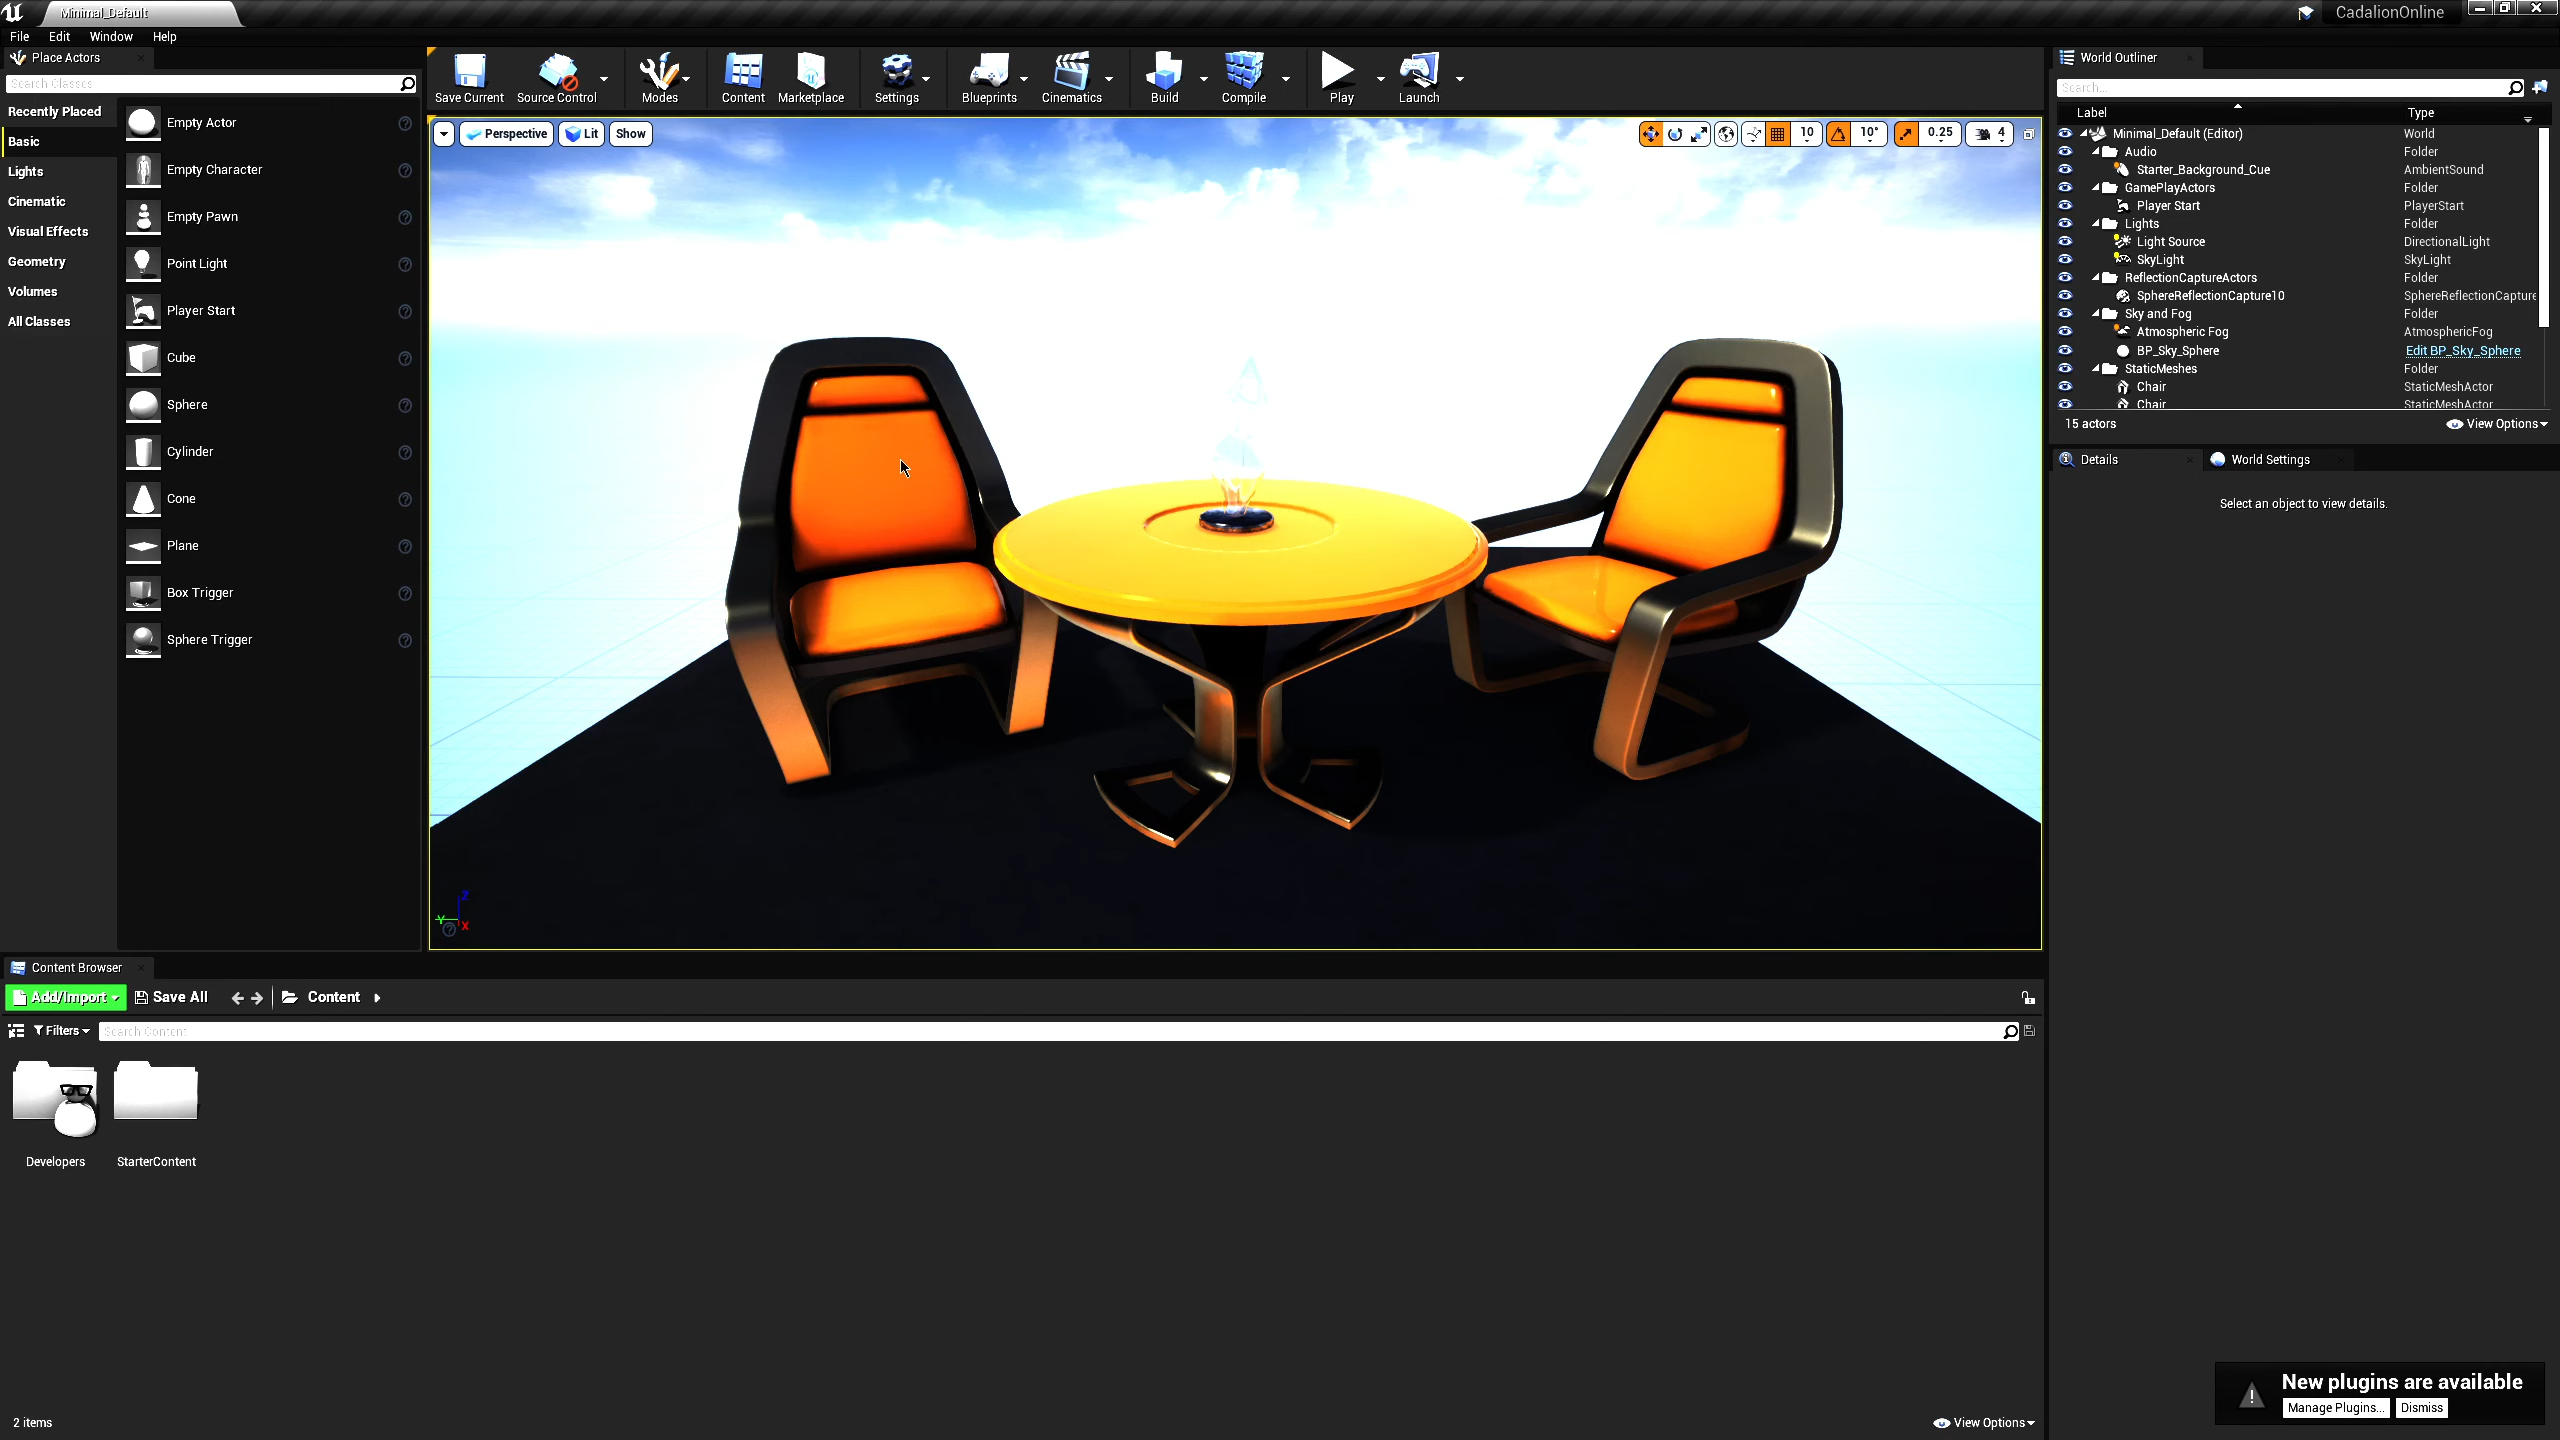 Minimal_Default
CadalionOnline
File Edit Window Help
Place Actors
Search Classes
Recently Placed
Basic
Lights
Cinematic
Visual Effects
Geometry
Volumes
All Classes
Empty Actor
Empty Character
Empty Pawn
Point Light
Player Start
Cube
Sphere
Cylinder
Cone
Plane
Box Trigger
Sphere Trigger
Save Current Source Control Modes Content Marketplace Settings Blueprints Cinematics Build Compile Play Launch
Perspective Lit Show
10 10° 0.25 4
Z
Y
X
World Outliner
Search...
Label Type
Minimal_Default (Editor) World
Audio Folder
Starter_Background_Cue AmbientSound
GamePlayActors Folder
Player Start PlayerStart
Lights Folder
Light Source DirectionalLight
SkyLight SkyLight
ReflectionCaptureActors Folder
SphereReflectionCapture10 SphereReflectionCapture
Sky and Fog Folder
Atmospheric Fog AtmosphericFog
BP_Sky_Sphere Edit BP_Sky_Sphere
StaticMeshes Folder
Chair StaticMeshActor
Chair StaticMeshActor
15 actors View Options
Details World Settings
Select an object to view details.
Content Browser
Add/Import Save All Content
Filters Search Content
Developers StarterContent
2 items View Options
New plugins are available
Manage Plugins... Dismiss